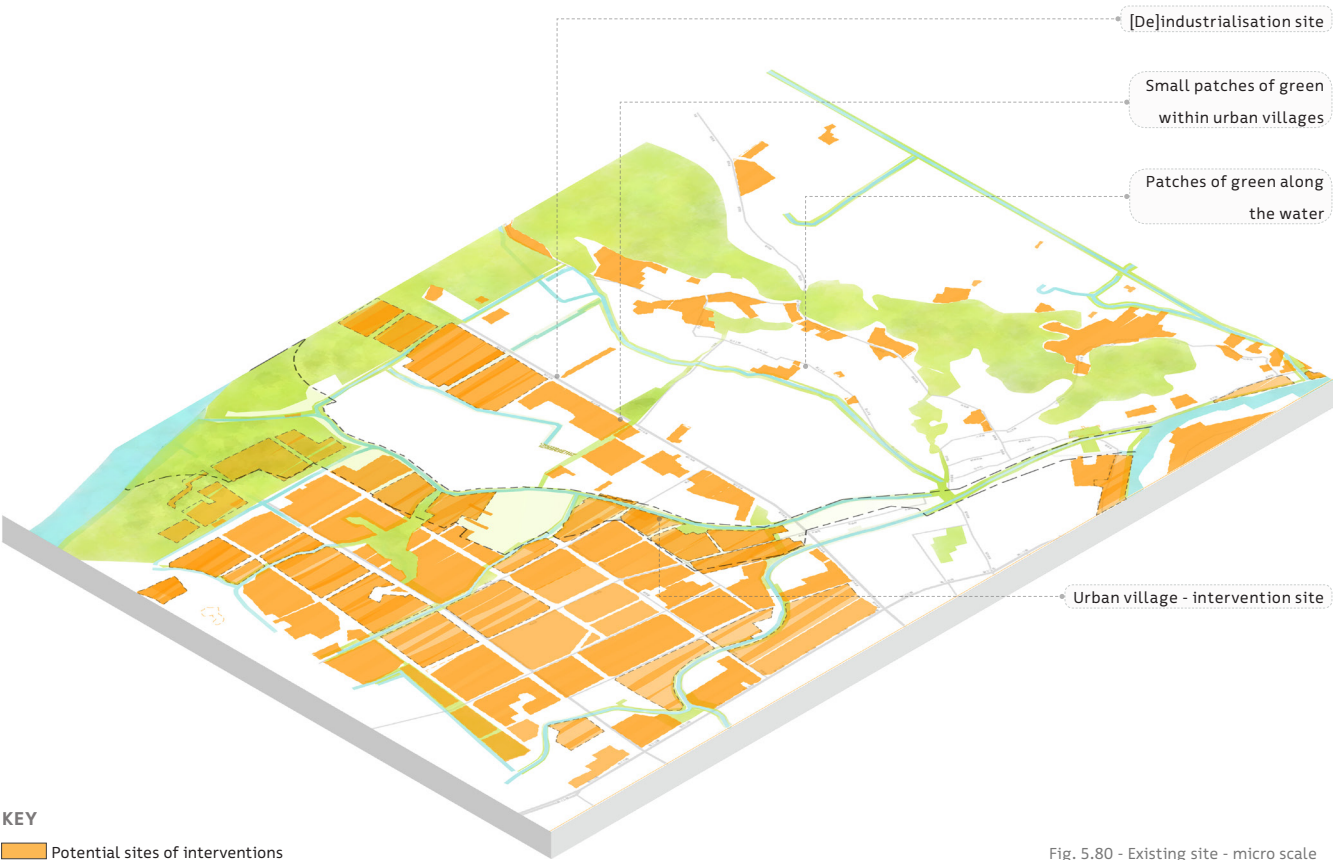 [De]industrialisation site
Small patches of green
within urban villages
Patches of green along
the water
Urban village - intervention site
KEY
Potential sites of interventions
Fig. 5.80 - Existing site - micro scale